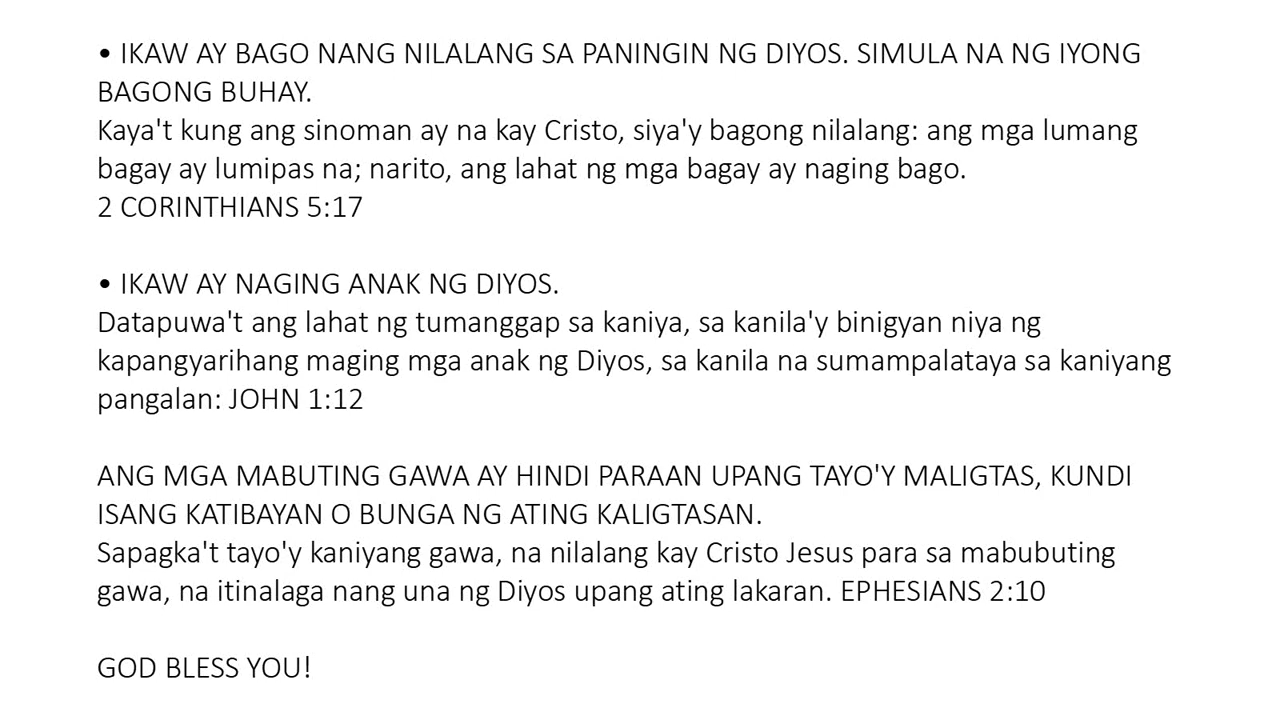 • IKAW AY BAGO NANG NILALANG SA PANINGIN NG DIYOS. SIMULA NA NG IYONG
BAGONG BUHAY.
Kaya't kung ang sinoman ay na kay Cristo, siya'y bagong nilalang: ang mga lumang
bagay ay lumipas na; narito, ang lahat ng mga bagay ay naging bago.
2 CORINTHIANS 5:17
• IKAW AY NAGING ANAK NG DIYOS.
Datapuwa't ang lahat ng tumanggap sa kaniya, sa kanila'y binigyan niya ng
kapangyarihang maging mga anak ng Diyos, sa kanila na sumampalataya sa kaniyang
pangalan: JOHN 1:12
ANG MGA MABUTING GAWA AY HINDI PARAAN UPANG TAYO'Y MALIGTAS, KUNDI
ISANG KATIBAYAN O BUNGA NG ATING KALIGTASAN.
Sapagka't tayo'y kaniyang gawa, na nilalang kay Cristo Jesus para sa mabubuting
gawa, na itinalaga nang una ng Diyos upang ating lakaran. EPHESIANS 2:10
GOD BLESS YOU!